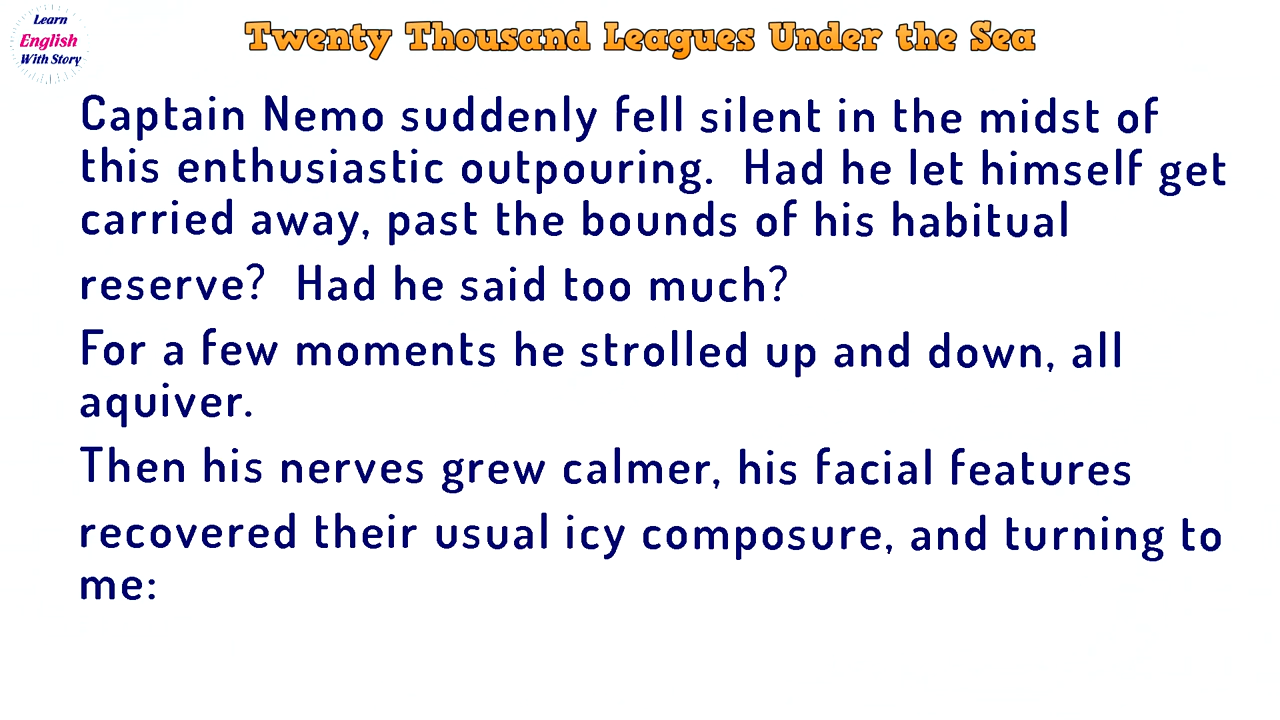 Learn
English
With Story
Twenty Thousand Leagues Under the Sea
Captain Nemo suddenly fell silent in the midst of
this enthusiastic outpouring.  Had he let himself get
carried away, past the bounds of his habitual
reserve?  Had he said too much?
For a few moments he strolled up and down, all
aquiver.
Then his nerves grew calmer, his facial features
recovered their usual icy composure, and turning to
me: